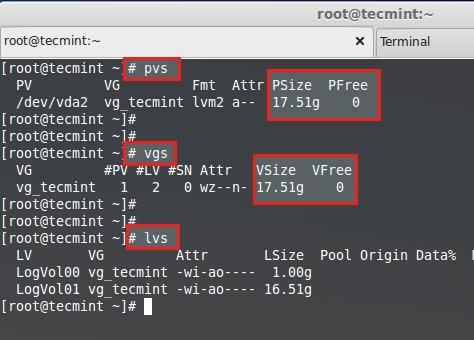 root@tecmint:~
root@tecmint:~ × Terminal
[root@tecmint ~]# pvs
PV VG Fmt Attr PSize PFree
/dev/vda2 vg_tecmint lvm2 a-- 17.51g 0
[root@tecmint ~]#
[root@tecmint ~]#
[root@tecmint ~]# vgs
VG #PV #LV #SN Attr VSize VFree
vg_tecmint 1 2 0 wz--n- 17.51g 0
[root@tecmint ~]#
[root@tecmint ~]#
[root@tecmint ~]# lvs
LV VG Attr LSize Pool Origin Data%
LogVol00 vg_tecmint -wi-ao---- 1.00g
LogVol01 vg_tecmint -wi-ao---- 16.51g
[root@tecmint ~]#